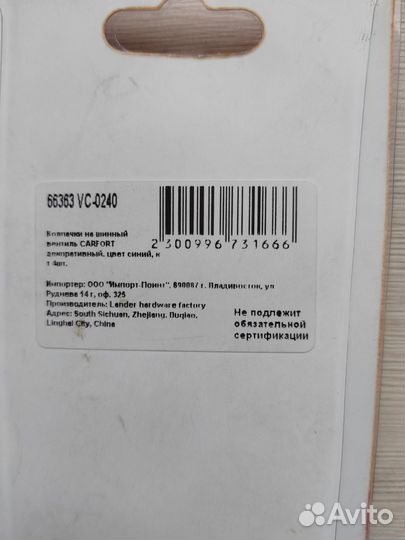 66363 VC-0240
Колпачки на шинный
вентиль CARFORT
декоративный, цвет синий, к
т 4шт.
2 300996 731666
Импортер: ООО "Импорт-Поинт", 690087 г. Владивосток, ул
Руднева 14 г, оф. 325
Производитель: Lander hardware factory
Адрес: South Sichuan, Zhejiang, Duqiao,
Linghai City, China
Не подлежит
обязательной
сертификации
Avito